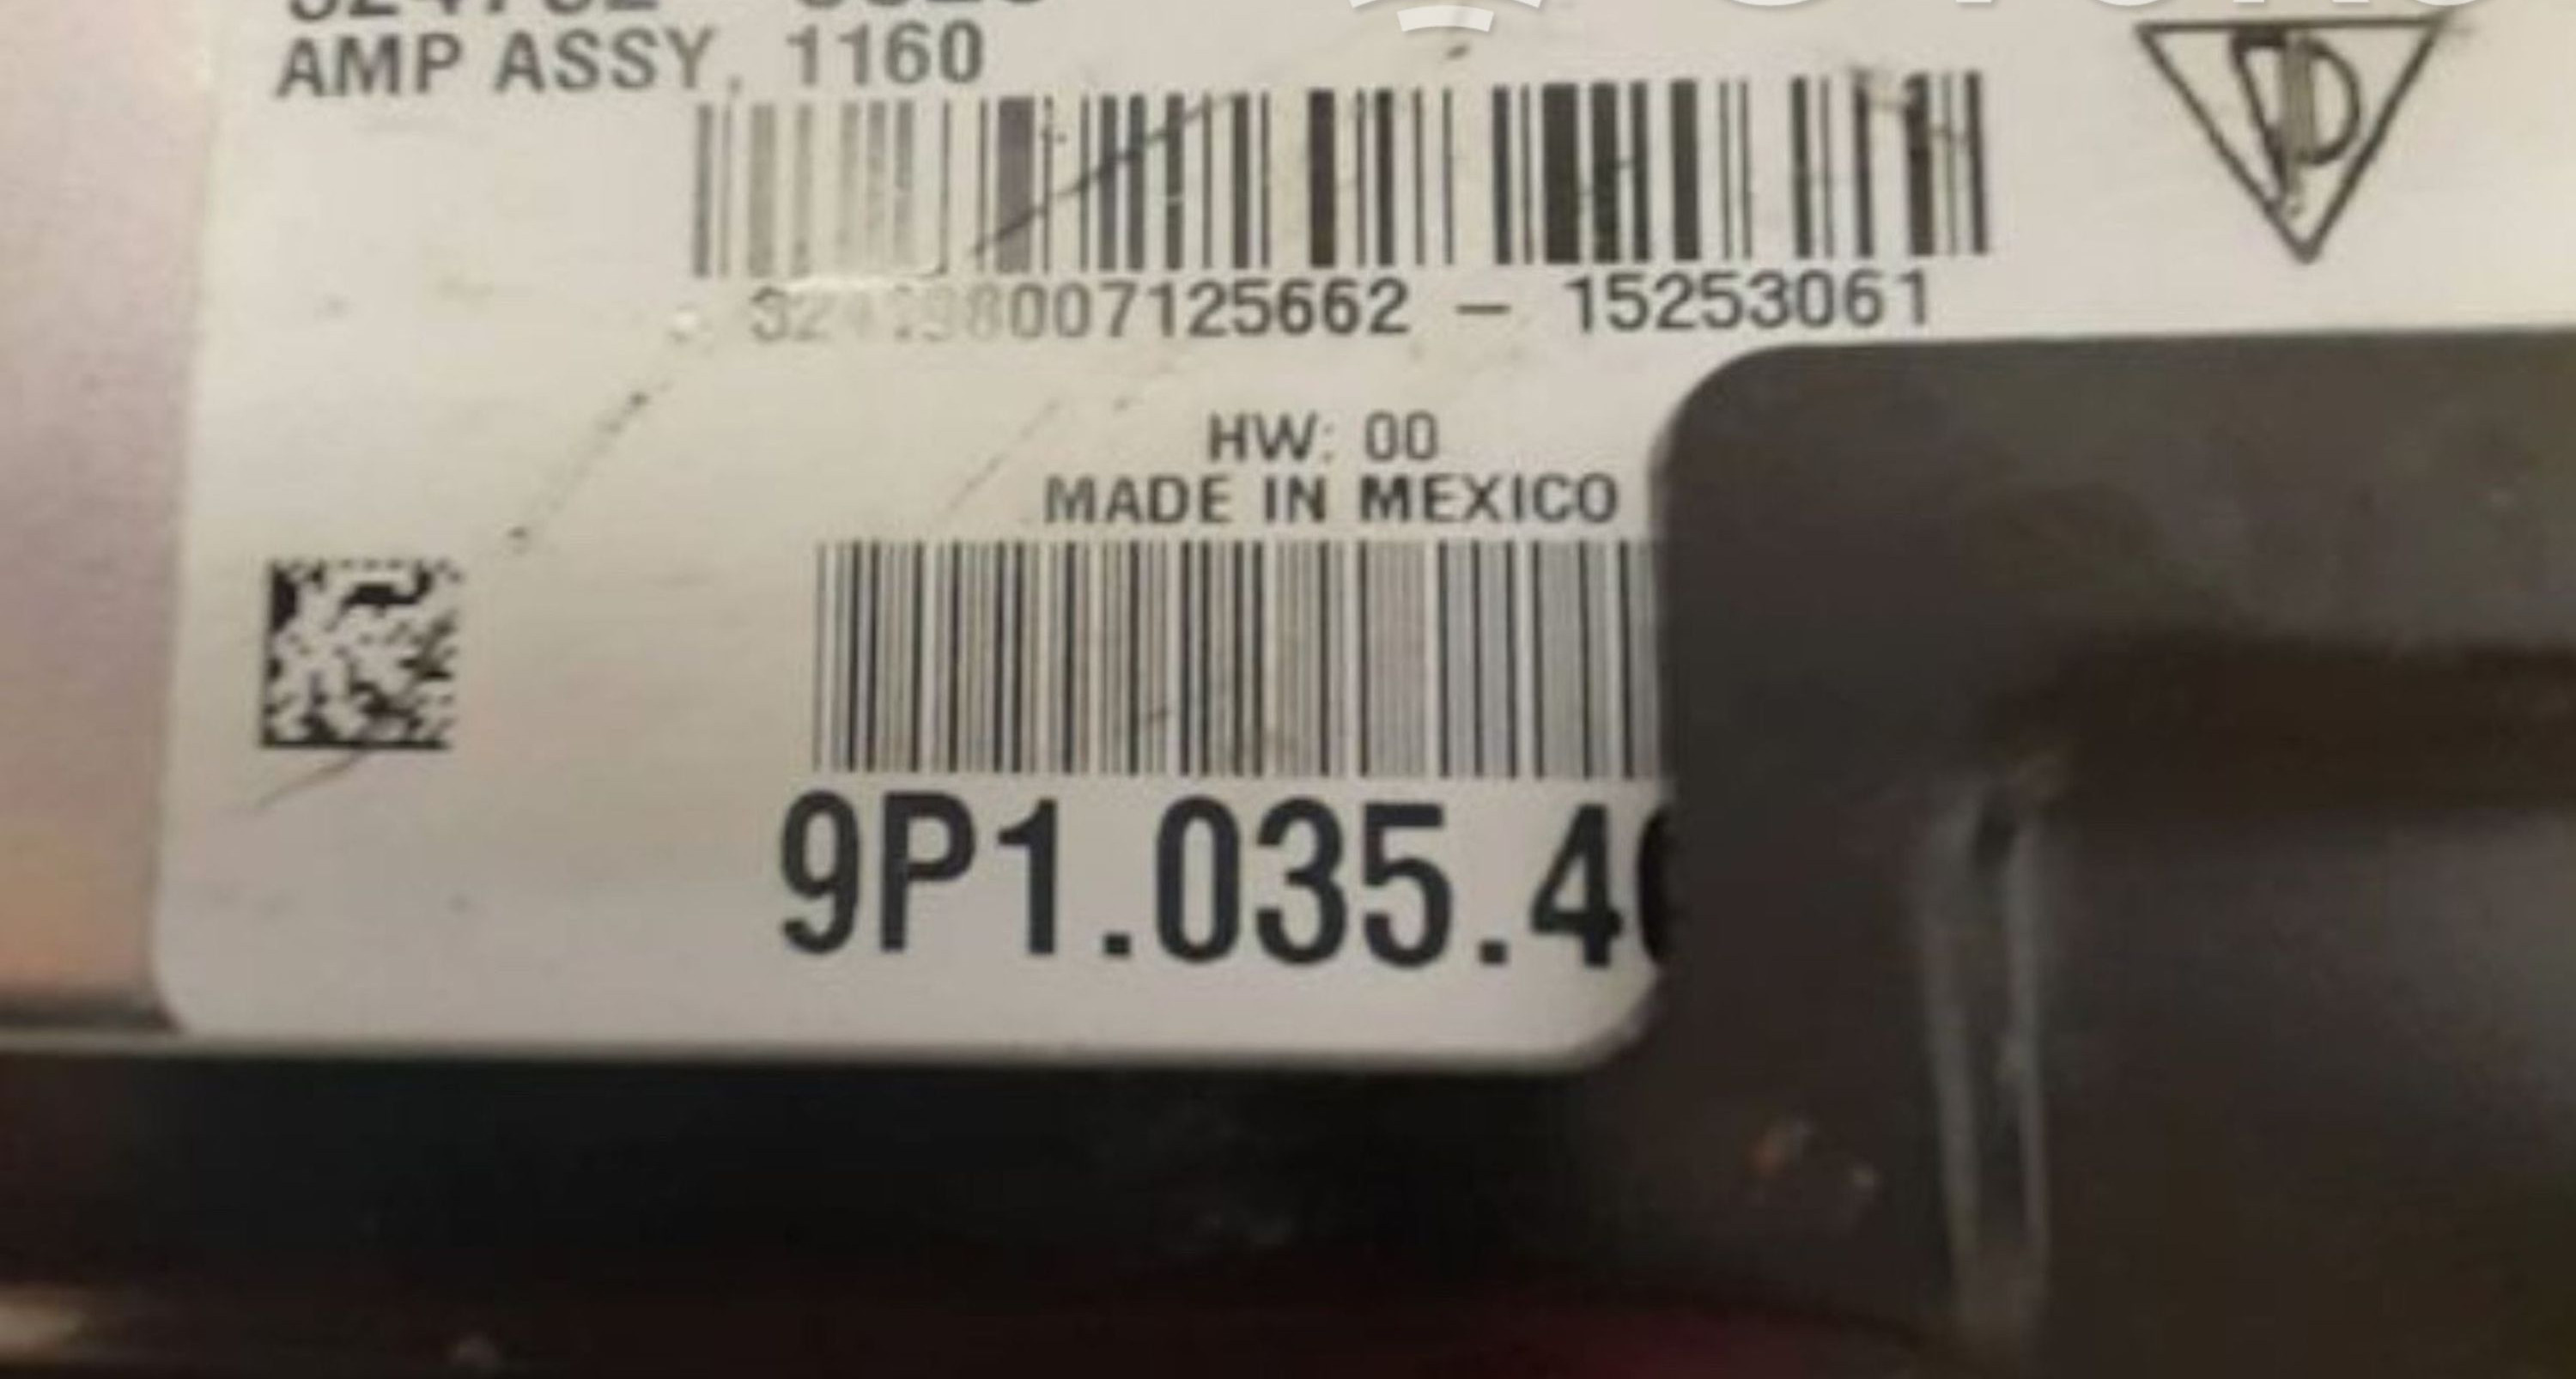 AMP ASSY, 1160
007125662 – 15253061
HW: 00
MADE IN MEXICO
9P1.035.4